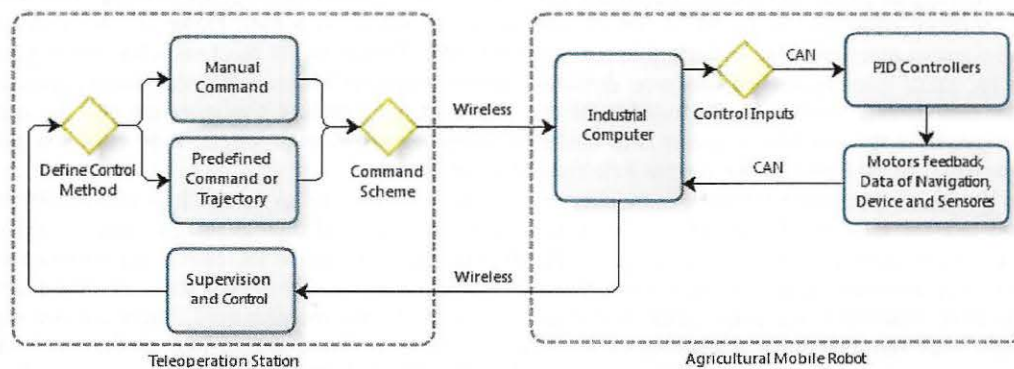 Manual
Command
Define Control
Method
Predefined
Command or
Trajectory
Command
Scheme
Supervision
and Control
Teleoperation Station
Wireless
Wireless
Industrial
Computer
Control Inputs
CAN
PID Controllers
CAN
Motors feedback,
Data of Navigation,
Device and Sensores
Agricultural Mobile Robot